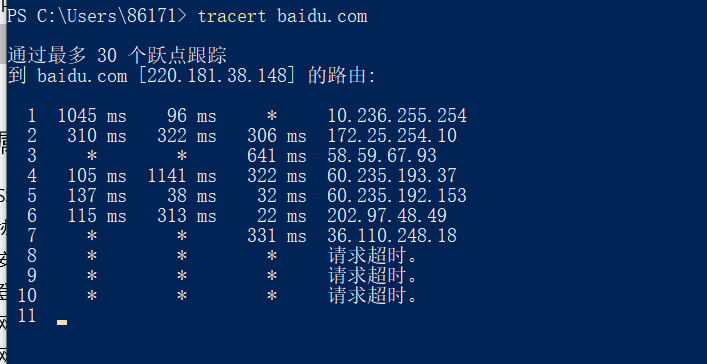 PS C:\Users\86171> tracert baidu.com
通过最多 30 个跃点跟踪
到 baidu.com [220.181.38.148] 的路由:
1 1045 ms 96 ms * 10.236.255.254
2 310 ms 322 ms 306 ms 172.25.254.10
3 * * 641 ms 58.59.67.93
4 105 ms 1141 ms 322 ms 60.235.193.37
5 137 ms 38 ms 32 ms 60.235.192.153
6 115 ms 313 ms 22 ms 202.97.48.49
7 * * 331 ms 36.110.248.18
8 * * * 请求超时。
9 * * * 请求超时。
10 * * * 请求超时。
11